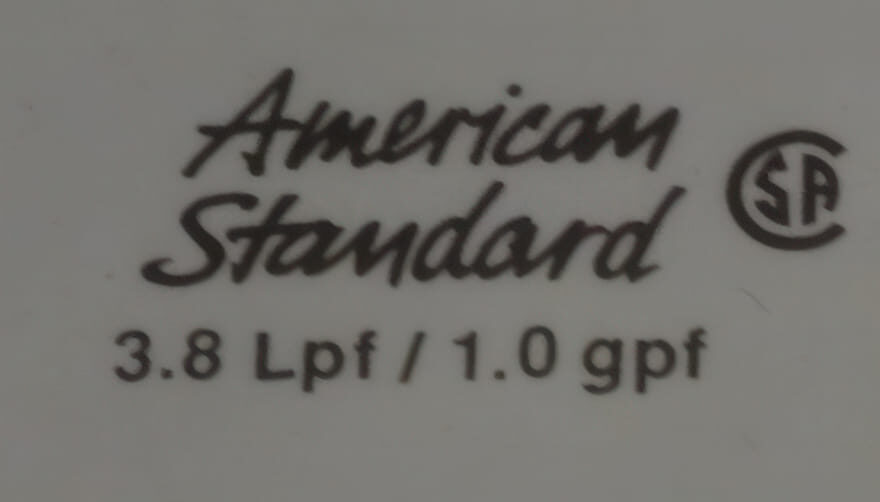 American
Standard
CSA
3.8 Lpf / 1.0 gpf